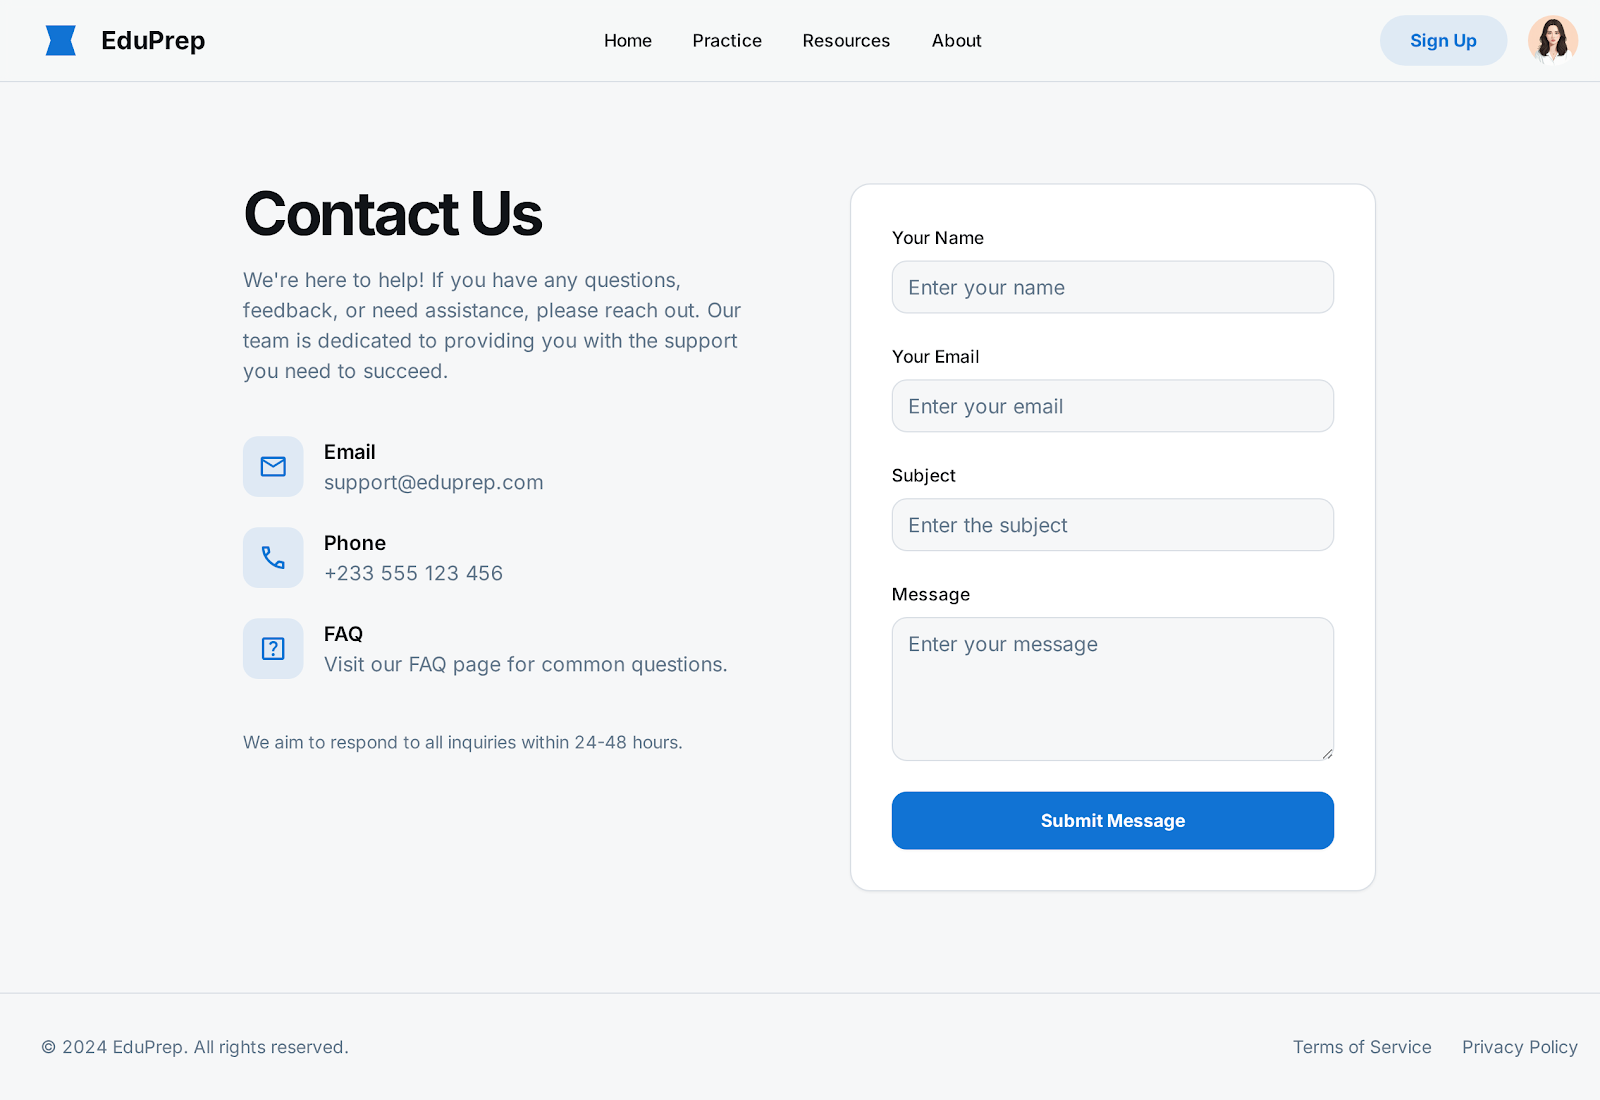 EduPrep
Home
Practice
Resources
About
Sign Up
Contact Us
We're here to help! If you have any questions,
feedback, or need assistance, please reach out. Our
team is dedicated to providing you with the support
you need to succeed.
Email
support@eduprep.com
Phone
+233 555 123 456
FAQ
Visit our FAQ page for common questions.
We aim to respond to all inquiries within 24-48 hours.
Your Name
Enter your name
Your Email
Enter your email
Subject
Enter the subject
Message
Enter your message
Submit Message
© 2024 EduPrep. All rights reserved.
Terms of Service
Privacy Policy